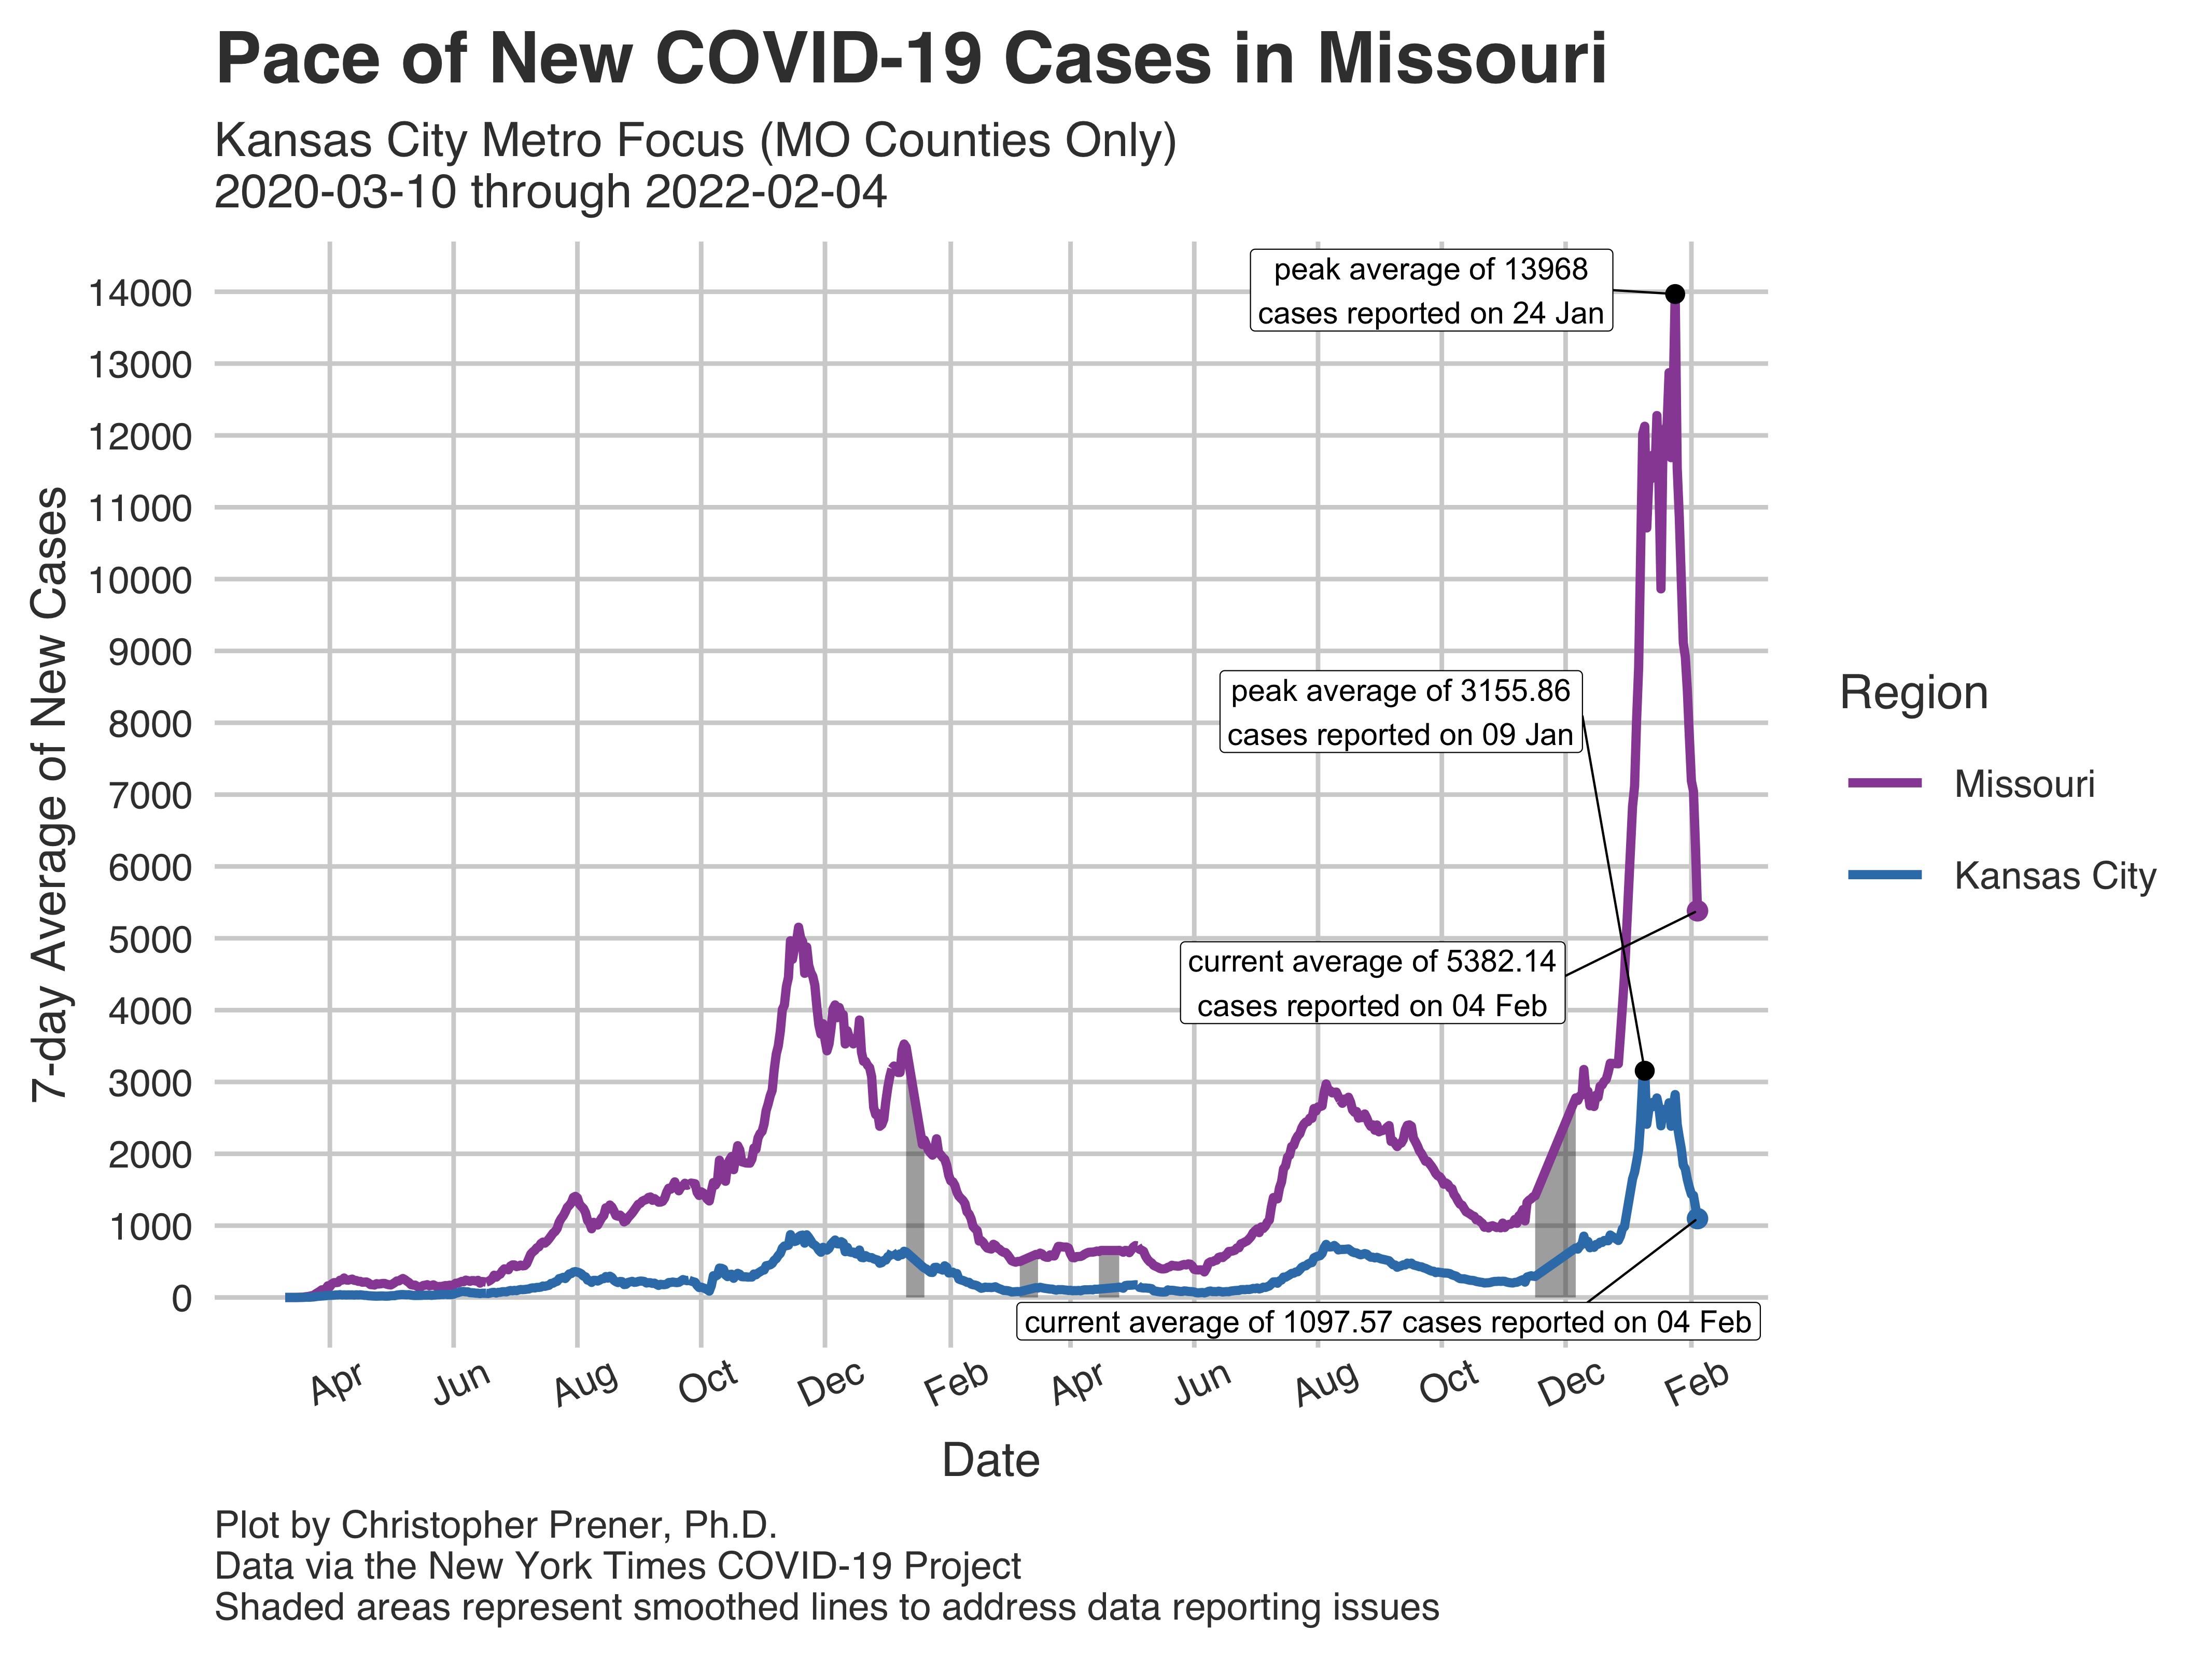 Pace of New COVID-19 Cases in Missouri
Kansas City Metro Focus (MO Counties Only)
2020-03-10 through 2022-02-04
7-day Average of New Cases
14000
13000
12000
11000
10000
9000
8000
7000
6000
5000
4000
3000
2000
1000
0
peak average of 13968
cases reported on 24 Jan
peak average of 3155.86
cases reported on 09 Jan
current average of 5382.14
cases reported on 04 Feb
current average of 1097.57 cases reported on 04 Feb
Apr
Jun
Aug
Oct
Dec
Feb
Apr
Jun
Aug
Oct
Dec
Feb
Date
Region
Missouri
Kansas City
Plot by Christopher Prener, Ph.D.
Data via the New York Times COVID-19 Project
Shaded areas represent smoothed lines to address data reporting issues